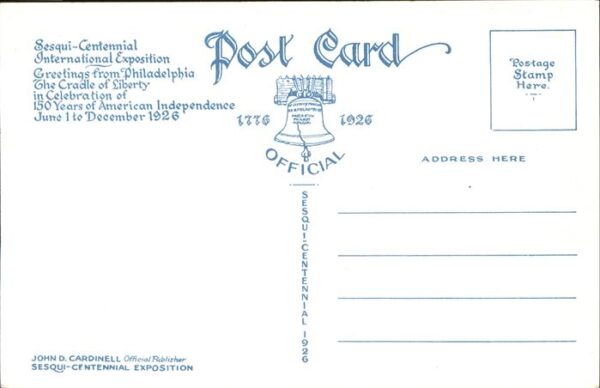 Sesqui-Centennial
International Exposition
Greetings from Philadelphia
The Cradle of Liberty
in Celebration of
150 Years of American Independence
June 1 to December 1926
Post Card
1776 1926
OFFICIAL
Postage
Stamp
Here.
ADDRESS HERE
SESQUI-CENTENNIAL 1926
JOHN D. CARDINELL Official Publisher
SESQUI-CENTENNIAL EXPOSITION